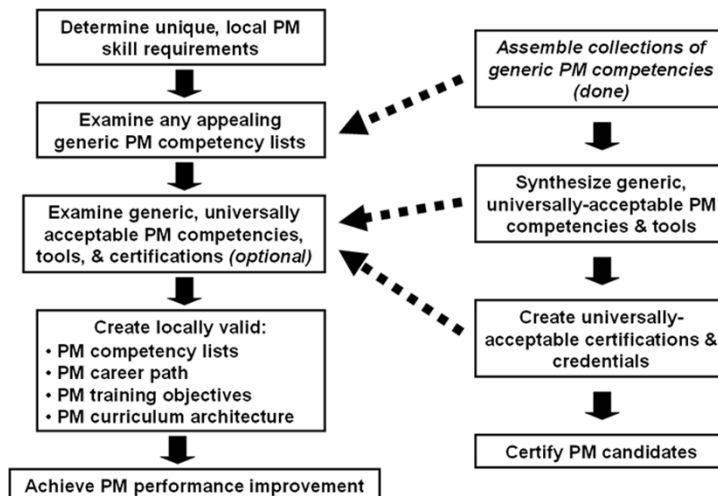 Determine unique, local PM
skill requirements
Examine any appealing
generic PM competency lists
Examine generic, universally
acceptable PM competencies,
tools, & certifications (optional)
Create locally valid:
• PM competency lists
• PM career path
• PM training objectives
• PM curriculum architecture
Achieve PM performance improvement
Assemble collections of
generic PM competencies
(done)
Synthesize generic,
universally-acceptable PM
competencies & tools
Create universally-
acceptable certifications &
credentials
Certify PM candidates